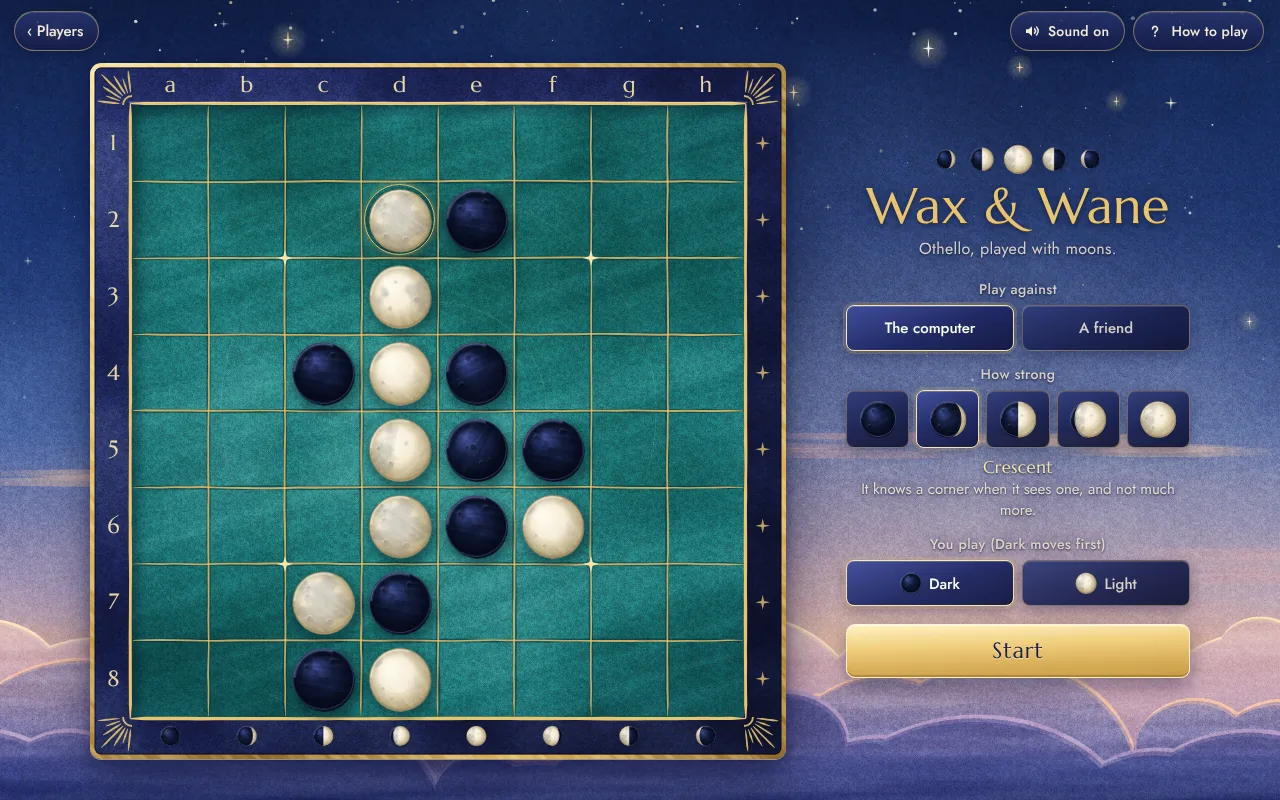 ‹ Players
Sound on
? How to play
a b c d e f g h
1
2
3
4
5
6
7
8
Wax & Wane
Othello, played with moons.
Play against
The computer
A friend
How strong
Crescent
It knows a corner when it sees one, and not much
more.
You play (Dark moves first)
Dark
Light
Start